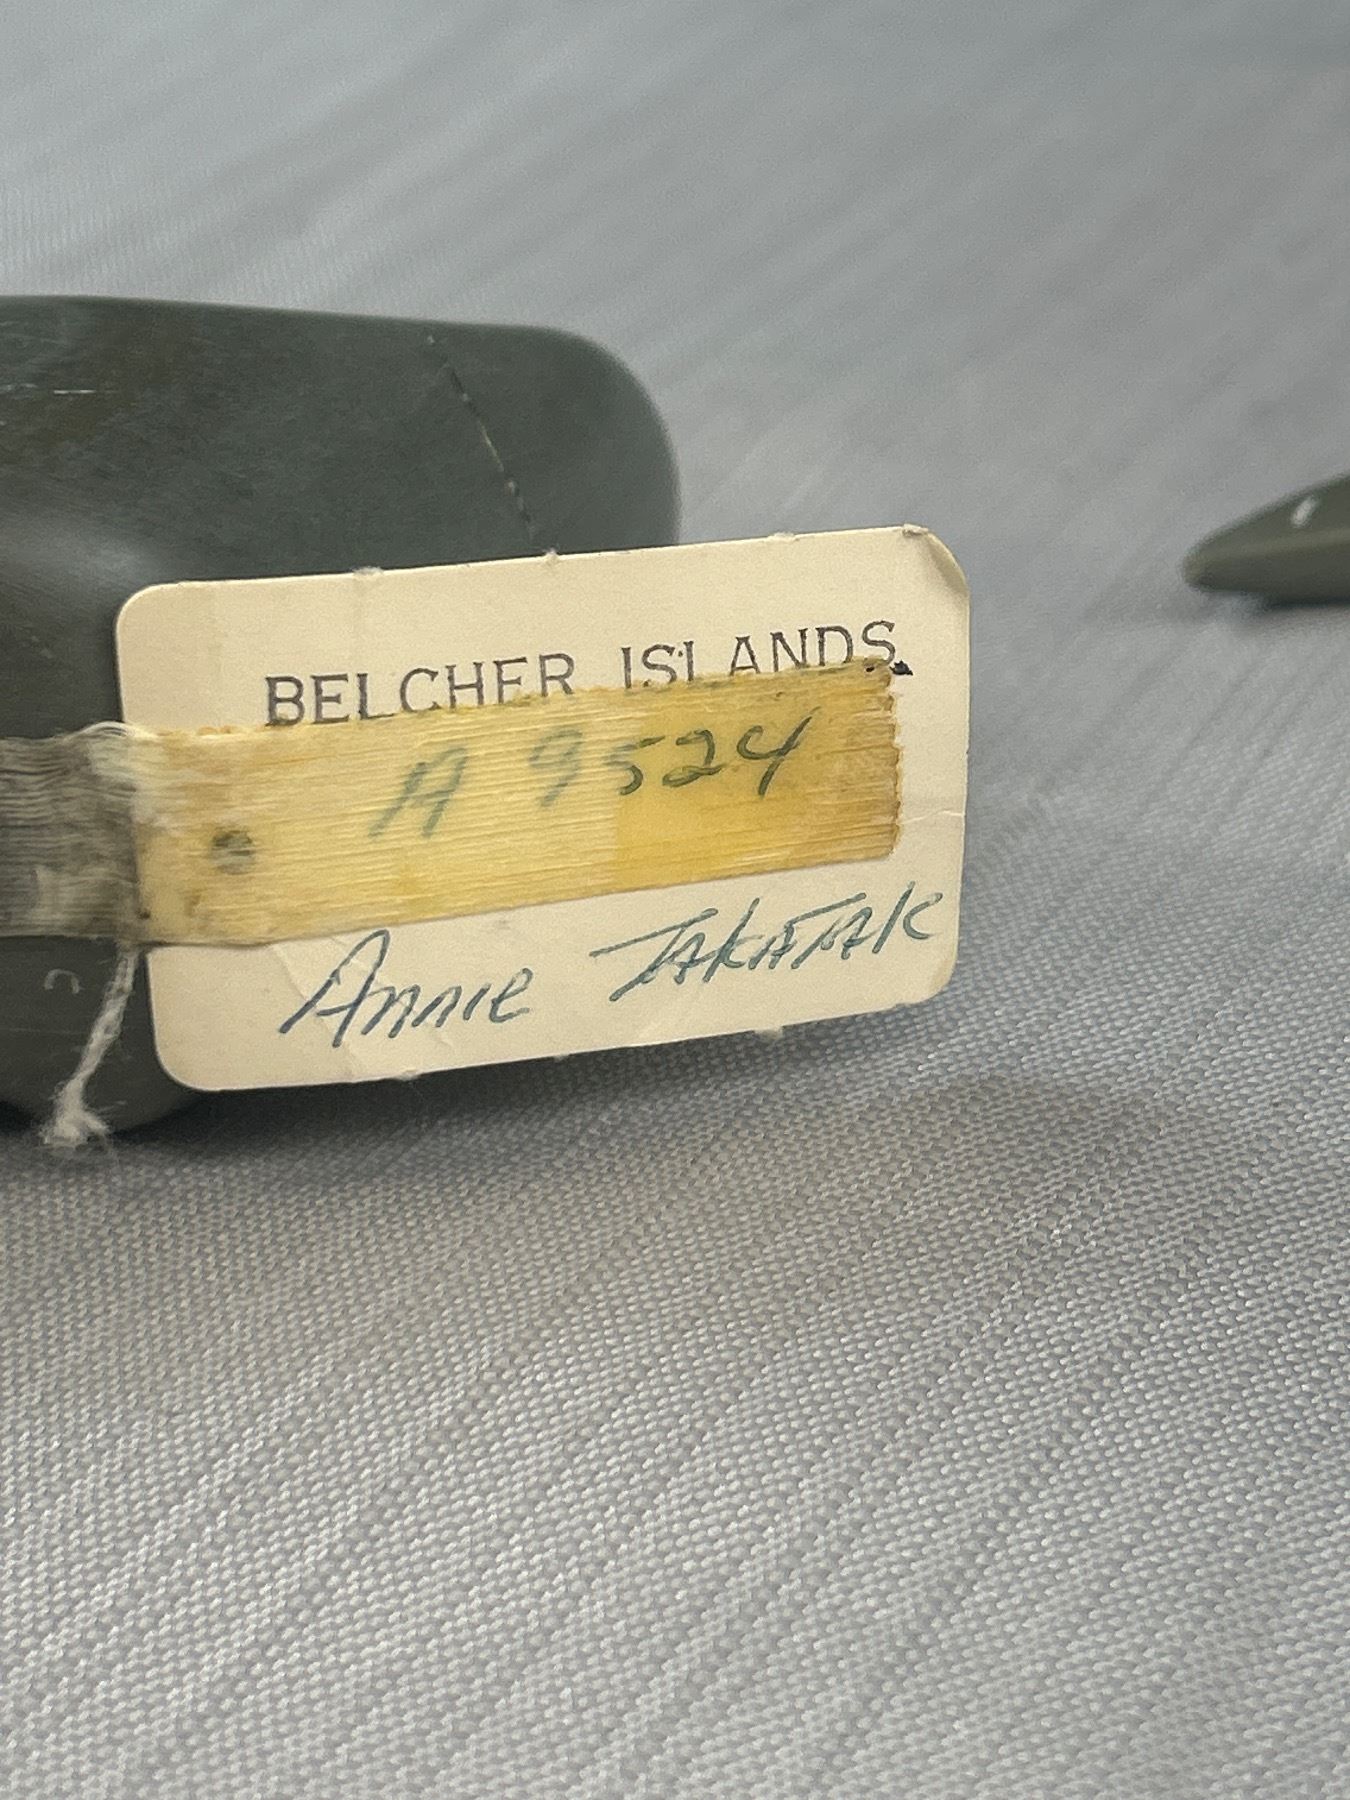 BELCHER ISLANDS.
A 9524
Annie TAKATAK